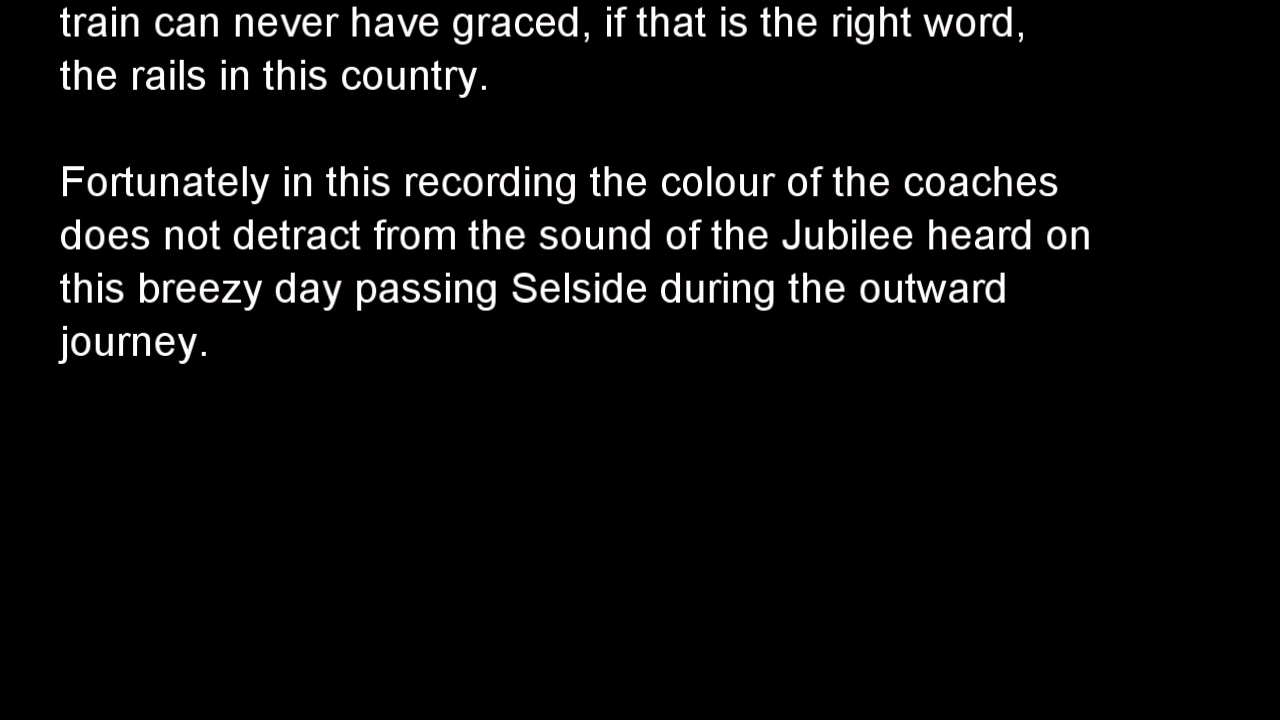 train can never have graced, if that is the right word,
the rails in this country.
Fortunately in this recording the colour of the coaches
does not detract from the sound of the Jubilee heard on
this breezy day passing Selside during the outward
journey.